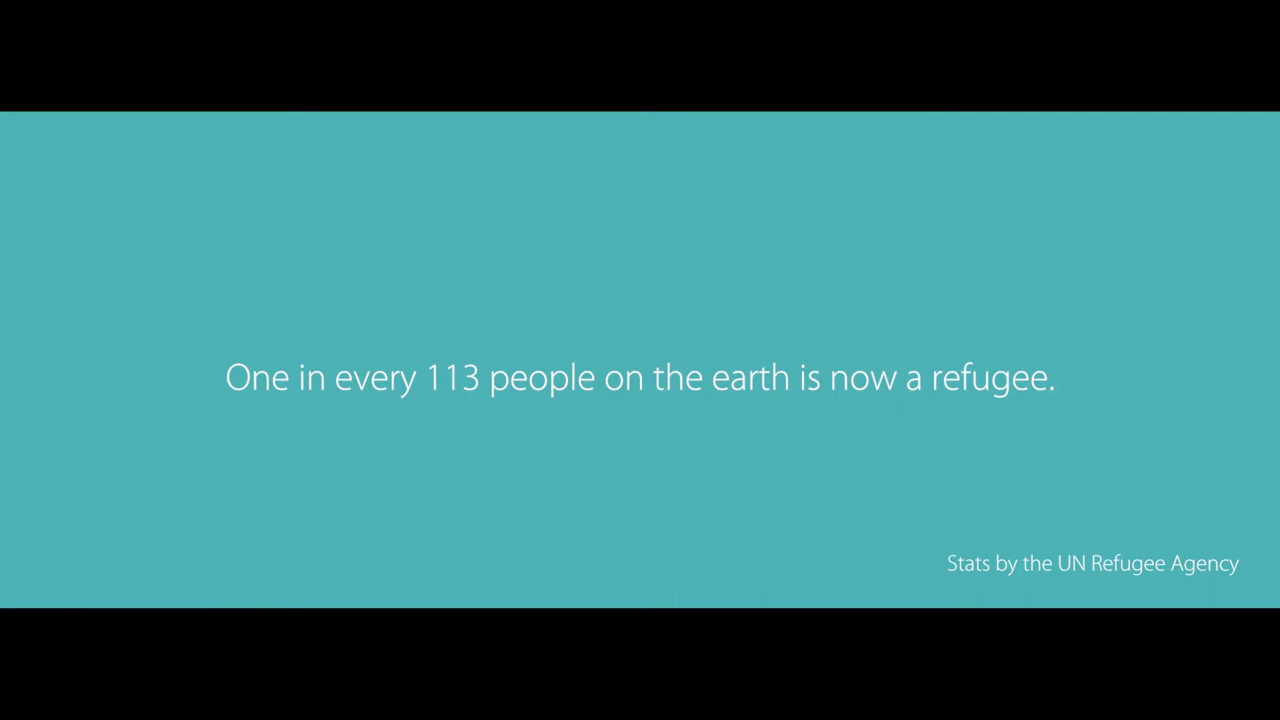 One in every 113 people on the earth is now a refugee.
Stats by the UN Refugee Agency